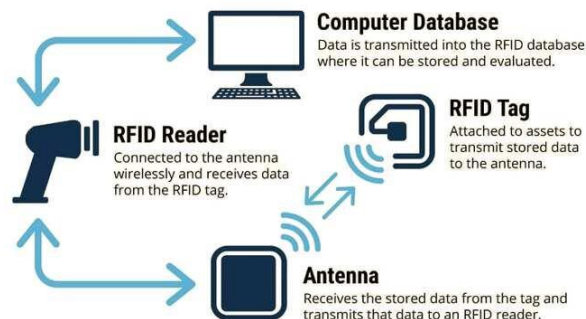 Computer Database
Data is transmitted into the RFID database
where it can be stored and evaluated.
RFID Tag
Attached to assets to
transmit stored data
to the antenna.
RFID Reader
Connected to the antenna
wirelessly and receives data
from the RFID tag.
Antenna
Receives the stored data from the tag and
transmits that data to an RFID reader.